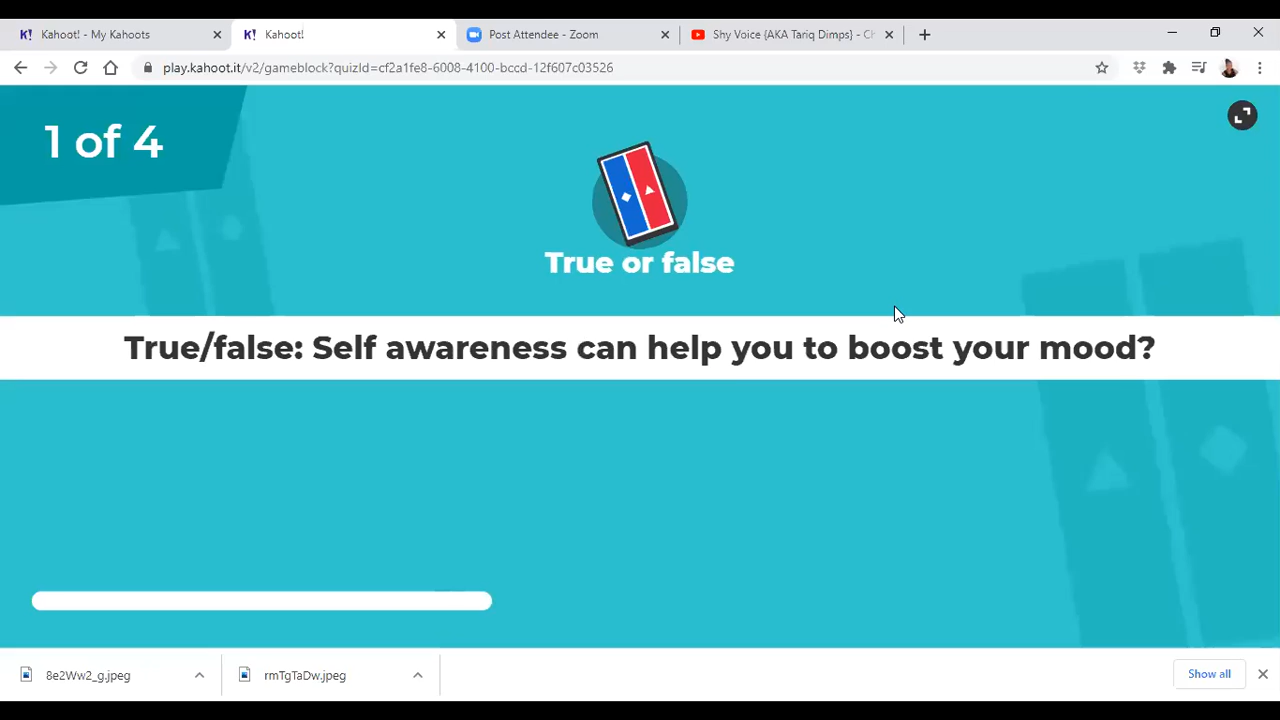 K! Kahoot! - My Kahoots
K! Kahoot!
Post Attendee - Zoom
Shy Voice {AKA Tariq Dimps} - Ch
play.kahoot.it/v2/gameblock?quizId=cf2a1fe8-6008-4100-bccd-12f607c03526
1 of 4
True or false
True/false: Self awareness can help you to boost your mood?
8e2Ww2_g.jpeg
rmTgTaDw.jpeg
Show all